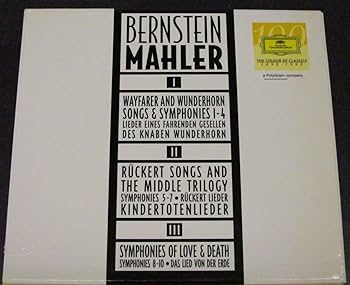 BERNSTEIN
MAHLER
100
THE COLOUR OF CLASSICS
1898-1998
a PolyGram company
I
WAYFARER AND WUNDERHORN
SONGS & SYMPHONIES 1-4
LIEDER EINES FAHRENDEN GESELLEN
DES KNABEN WUNDERHORN
II
RÜCKERT SONGS AND
THE MIDDLE TRILOGY
SYMPHONIES 5-7 • RÜCKERT LIEDER
KINDERTOTENLIEDER
III
SYMPHONIES OF LOVE & DEATH
SYMPHONIES 8-10 • DAS LIED VON DER ERDE